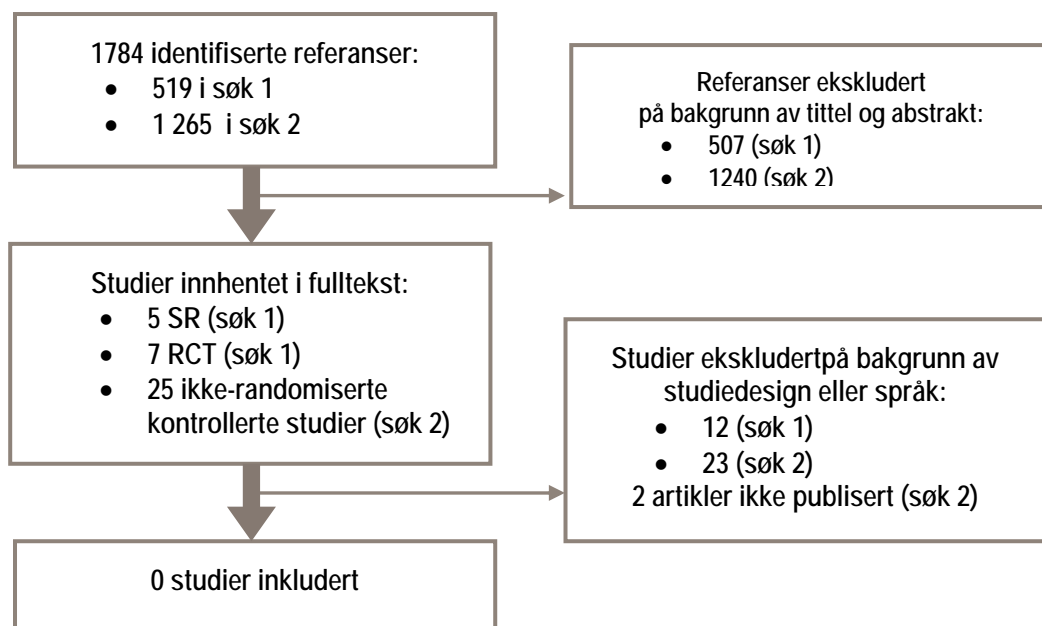 1784 identifiserte referanser:
• 519 i søk 1
• 1 265 i søk 2
Referanser ekskludert
på bakgrunn av tittel og abstrakt:
• 507 (søk 1)
• 1240 (søk 2)
Studier innhentet i fulltekst:
• 5 SR (søk 1)
• 7 RCT (søk 1)
• 25 ikke-randomiserte
kontrollerte studier (søk 2)
Studier ekskludertpå bakgrunn av
studiedesign eller språk:
• 12 (søk 1)
• 23 (søk 2)
2 artikler ikke publisert (søk 2)
0 studier inkludert